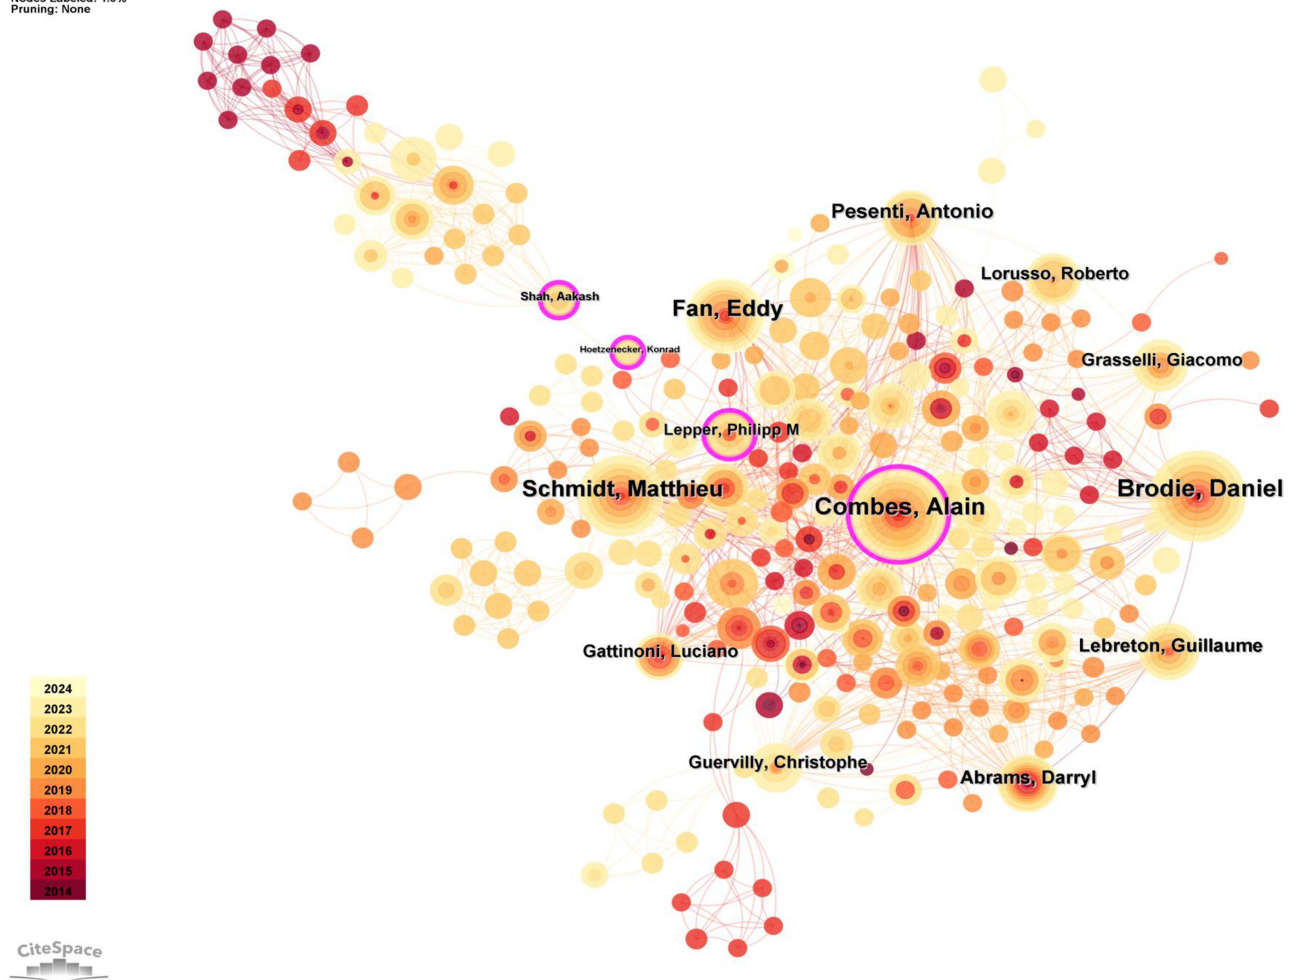 Pruning: None
Pesenti, Antonio
Lorusso, Roberto
Shah, Aakash
Fan, Eddy
Hoetzenecker, Konrad
Grasselli, Giacomo
Lepper, Philipp M
Schmidt, Matthieu
Brodie, Daniel
Combes, Alain
Gattinoni, Luciano
Lebreton, Guillaume
Guervilly, Christophe
Abrams, Darryl
2024
2023
2022
2021
2020
2019
2018
2017
2016
2015
2014
CiteSpace